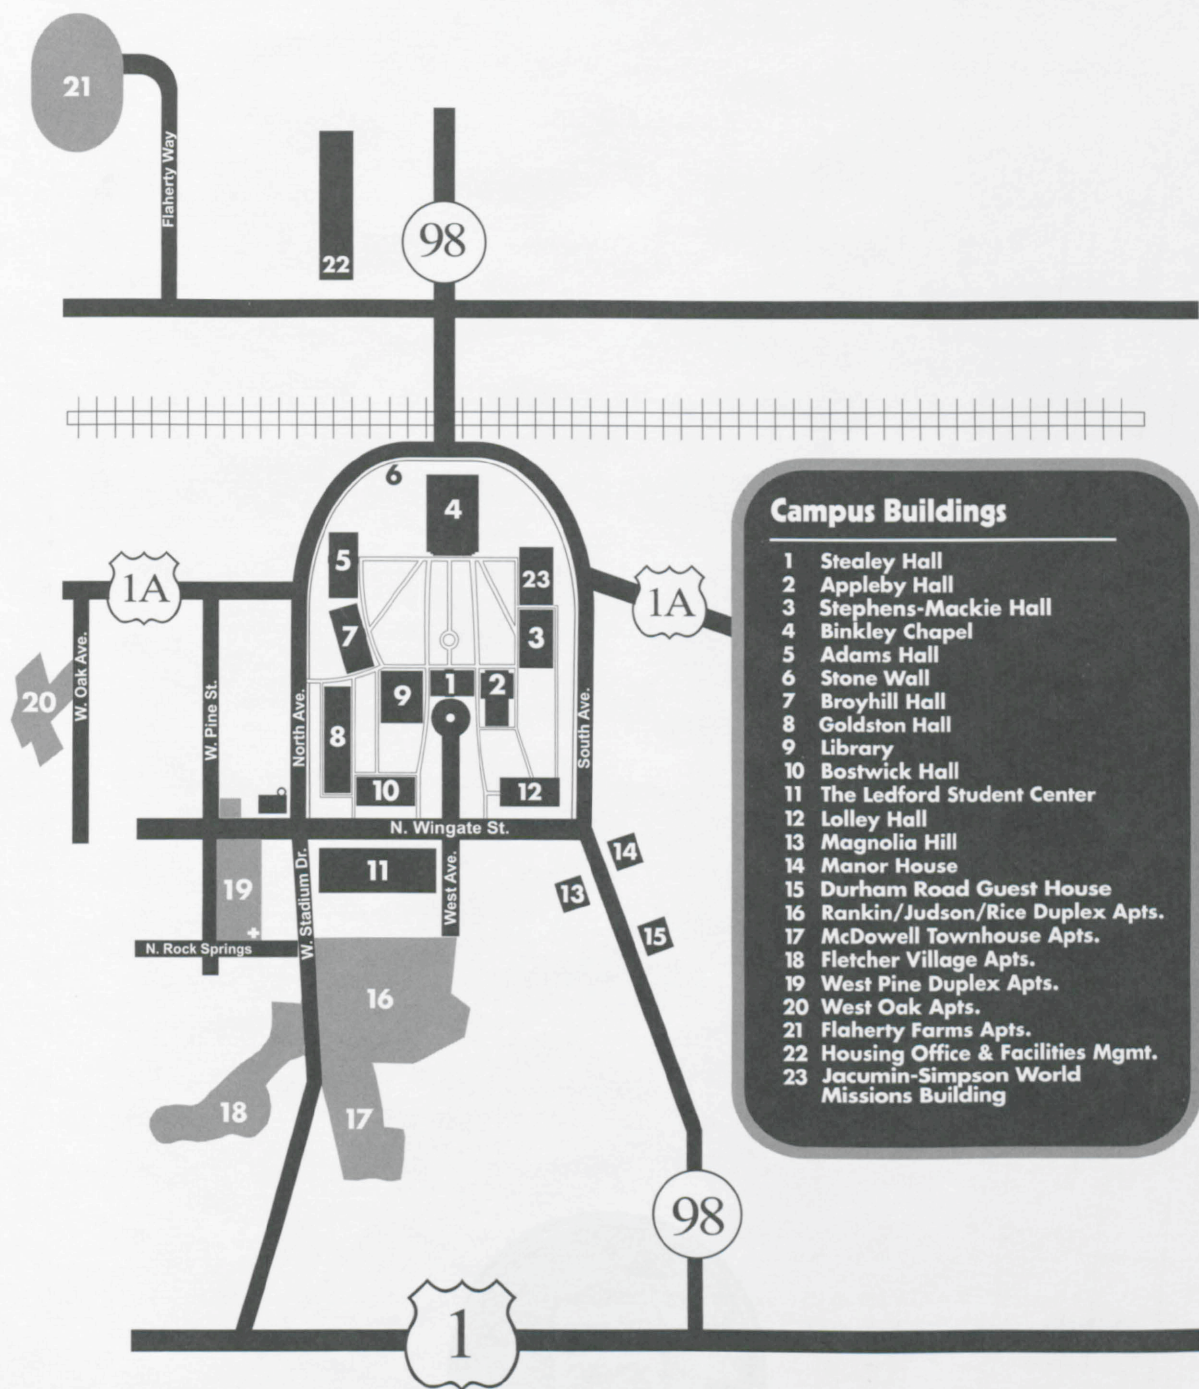 21
Flaherty Way
22
98
6
4
5
23
1A
1A
7
3
W. Oak Ave.
20
W. Pine St.
North Ave.
9
1
2
South Ave.
8
10
12
N. Wingate St.
11
14
13
19
W. Stadium Dr.
West Ave.
15
N. Rock Springs
16
18
17
98
1
Campus Buildings
1 Stealey Hall
2 Appleby Hall
3 Stephens-Mackie Hall
4 Binkley Chapel
5 Adams Hall
6 Stone Wall
7 Broyhill Hall
8 Goldston Hall
9 Library
10 Bostwick Hall
11 The Ledford Student Center
12 Lolley Hall
13 Magnolia Hill
14 Manor House
15 Durham Road Guest House
16 Rankin/Judson/Rice Duplex Apts.
17 McDowell Townhouse Apts.
18 Fletcher Village Apts.
19 West Pine Duplex Apts.
20 West Oak Apts.
21 Flaherty Farms Apts.
22 Housing Office & Facilities Mgmt.
23 Jacumin-Simpson World
Missions Building